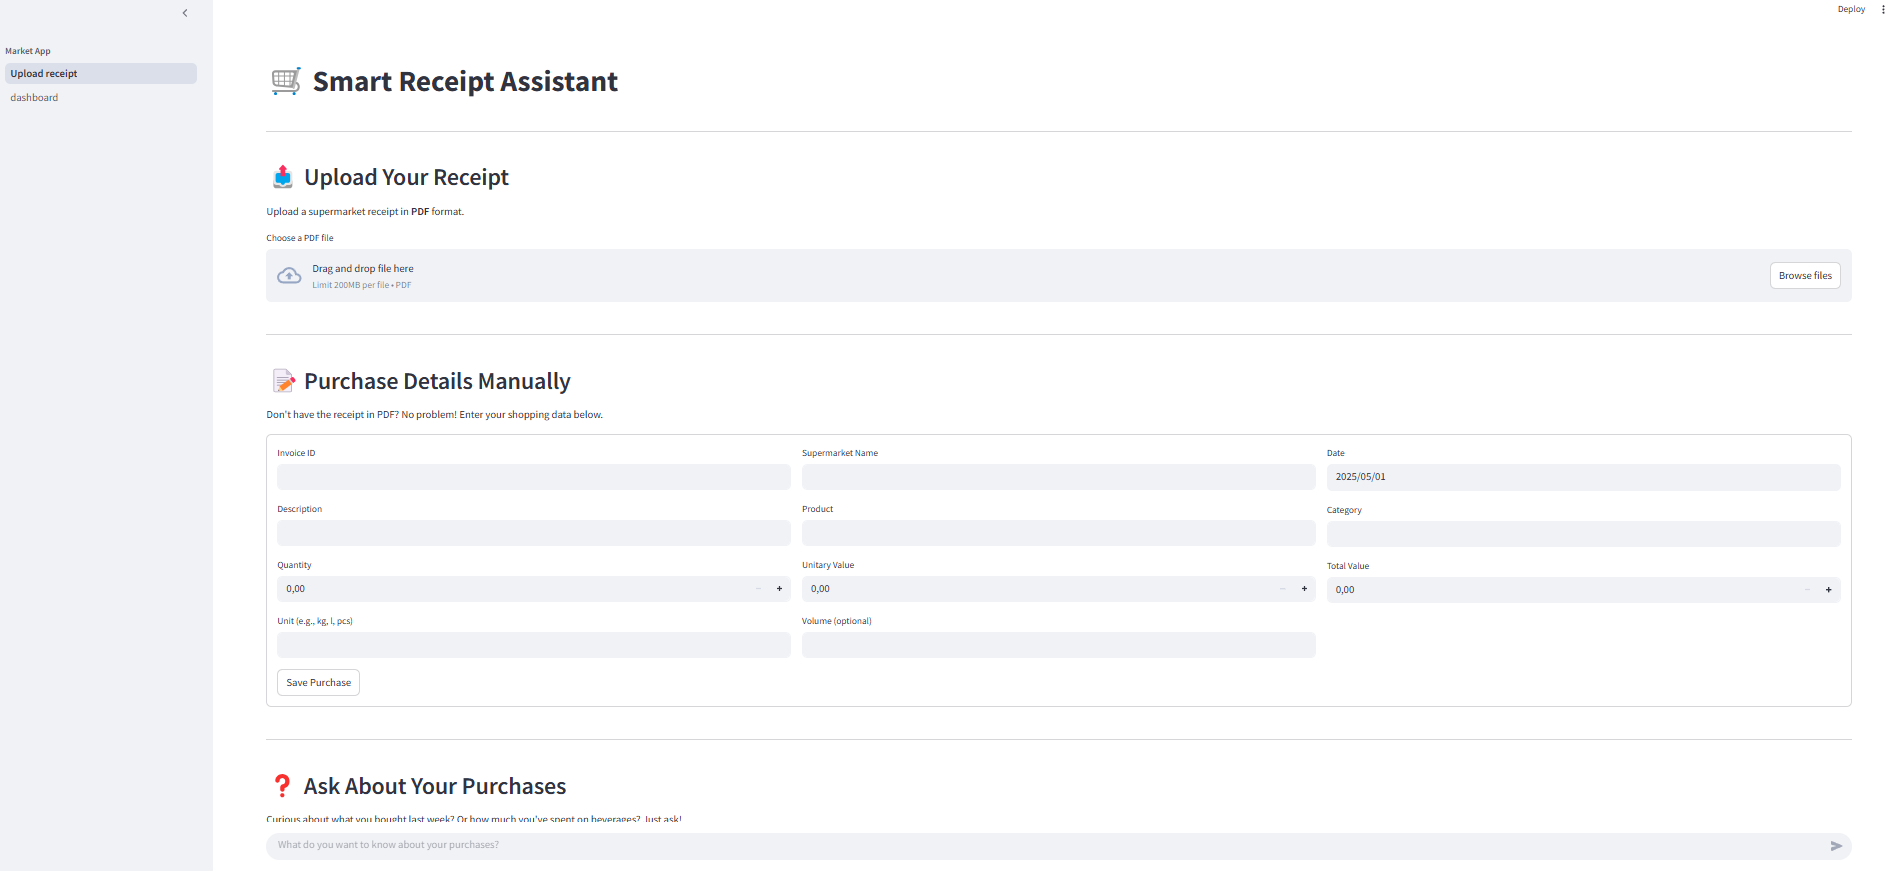 Deploy
Market App
Upload receipt
dashboard
Smart Receipt Assistant
Upload Your Receipt
Upload a supermarket receipt in PDF format.
Choose a PDF file
Drag and drop file here
Limit 200MB per file • PDF
Browse files
Purchase Details Manually
Don't have the receipt in PDF? No problem! Enter your shopping data below.
Invoice ID
Supermarket Name
Date
2025/05/01
Description
Product
Category
Quantity
Unitary Value
Total Value
0,00
0,00
0,00
Unit (e.g., kg, l, pcs)
Volume (optional)
Save Purchase
Ask About Your Purchases
Curious about what you bought last week? Or how much you've spent on beverages? Just ask!
What do you want to know about your purchases?